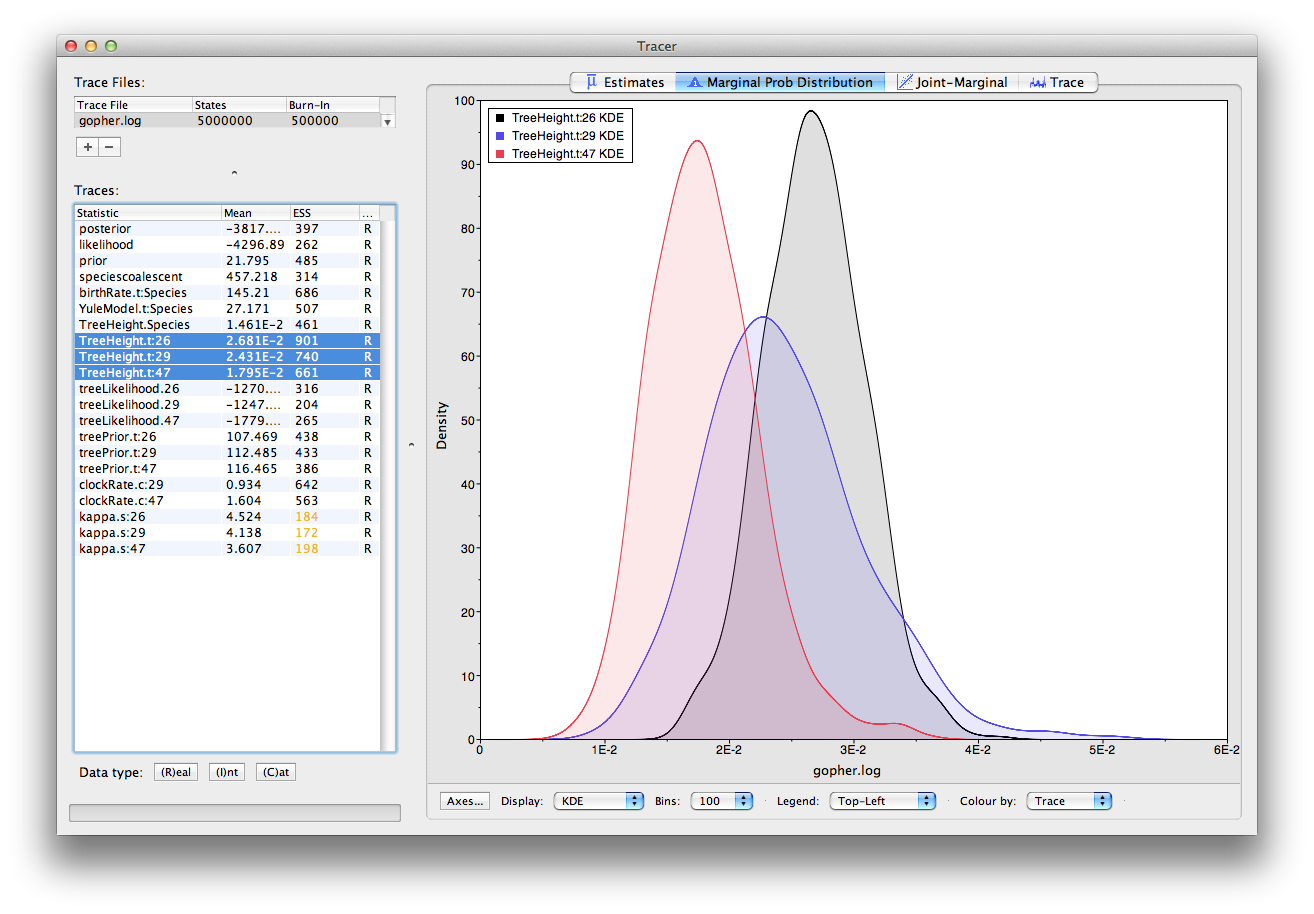 Tracer
Trace Files:
Trace File States Burn-In
gopher.log 5000000 500000
+ −
Traces:
Statistic Mean ESS ...
posterior -3817.... 397 R
likelihood -4296.89 262 R
prior 21.795 485 R
speciescoalescent 457.218 314 R
birthRate.t:Species 145.21 686 R
YuleModel.t:Species 27.171 507 R
TreeHeight.Species 1.461E-2 461 R
TreeHeight.t:26 2.681E-2 901 R
TreeHeight.t:29 2.431E-2 740 R
TreeHeight.t:47 1.795E-2 661 R
treeLikelihood.26 -1270.... 316 R
treeLikelihood.29 -1247.... 204 R
treeLikelihood.47 -1779.... 265 R
treePrior.t:26 107.469 438 R
treePrior.t:29 112.485 433 R
treePrior.t:47 116.465 386 R
clockRate.c:29 0.934 642 R
clockRate.c:47 1.604 563 R
kappa.s:26 4.524 184 R
kappa.s:29 4.138 172 R
kappa.s:47 3.607 198 R
Data type: (R)eal (I)nt (C)at
Estimates Marginal Prob Distribution Joint-Marginal Trace
TreeHeight.t:26 KDE
TreeHeight.t:29 KDE
TreeHeight.t:47 KDE
100
90
80
70
60
50
40
30
20
10
0
Density
0 1E-2 2E-2 3E-2 4E-2 5E-2 6E-2
gopher.log
Axes... Display: KDE Bins: 100 Legend: Top-Left Colour by: Trace